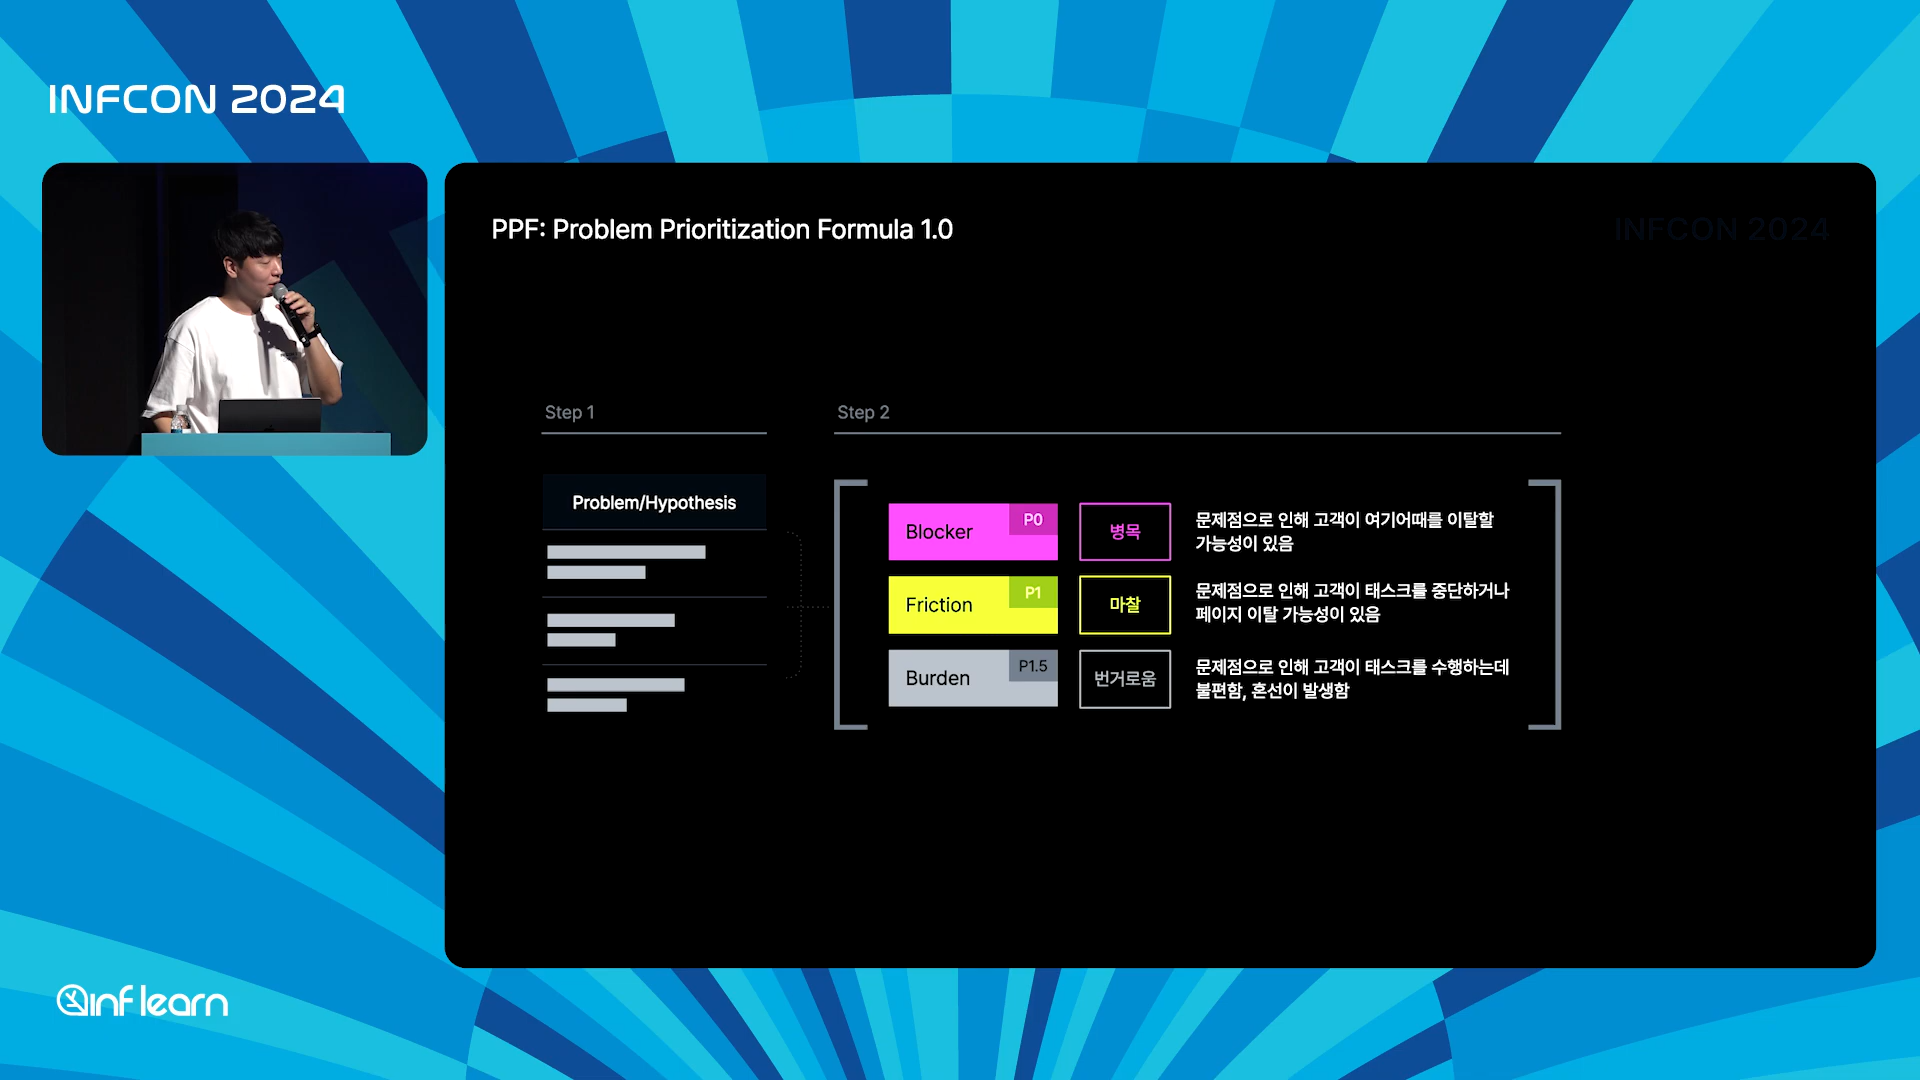 INFCON 2024
PPF: Problem Prioritization Formula 1.0
INFCON 2024
Step 1
Step 2
Problem/Hypothesis
Blocker
P0
병목
문제점으로 인해 고객이 여기어때를 이탈할
가능성이 있음
Friction
P1
마찰
문제점으로 인해 고객이 태스크를 중단하거나
페이지 이탈 가능성이 있음
Burden
P1.5
번거로움
문제점으로 인해 고객이 태스크를 수행하는데
불편함, 혼선이 발생함
inflearn